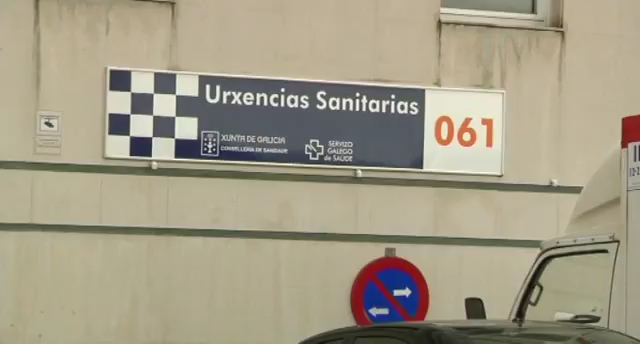 Urxencias Sanitarias
061
XUNTA DE GALICIA
CONSELLERÍA DE SANIDADE
SERVIZO
GALEGO
de SAÚDE